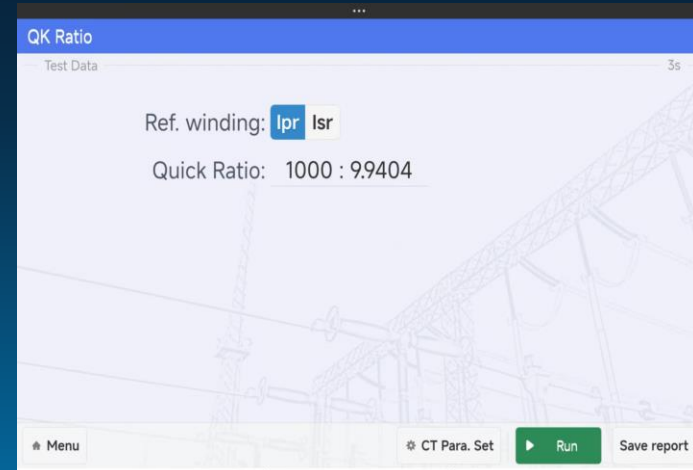 QK Ratio
Test Data 3s
Ref. winding: Ipr Isr
Quick Ratio: 1000 : 9.9404
Menu CT Para. Set Run Save report